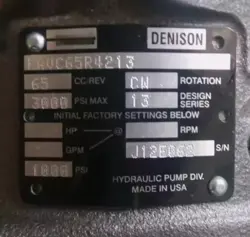 DENISON
65 CC/REV CW ROTATION
3000 PSI MAX 13 DESIGN SERIES
INITIAL FACTORY SETTINGS BELOW
HP @ RPM
GPM J12E062 S/N
1800 PSI
HYDRAULIC PUMP DIV.
MADE IN USA